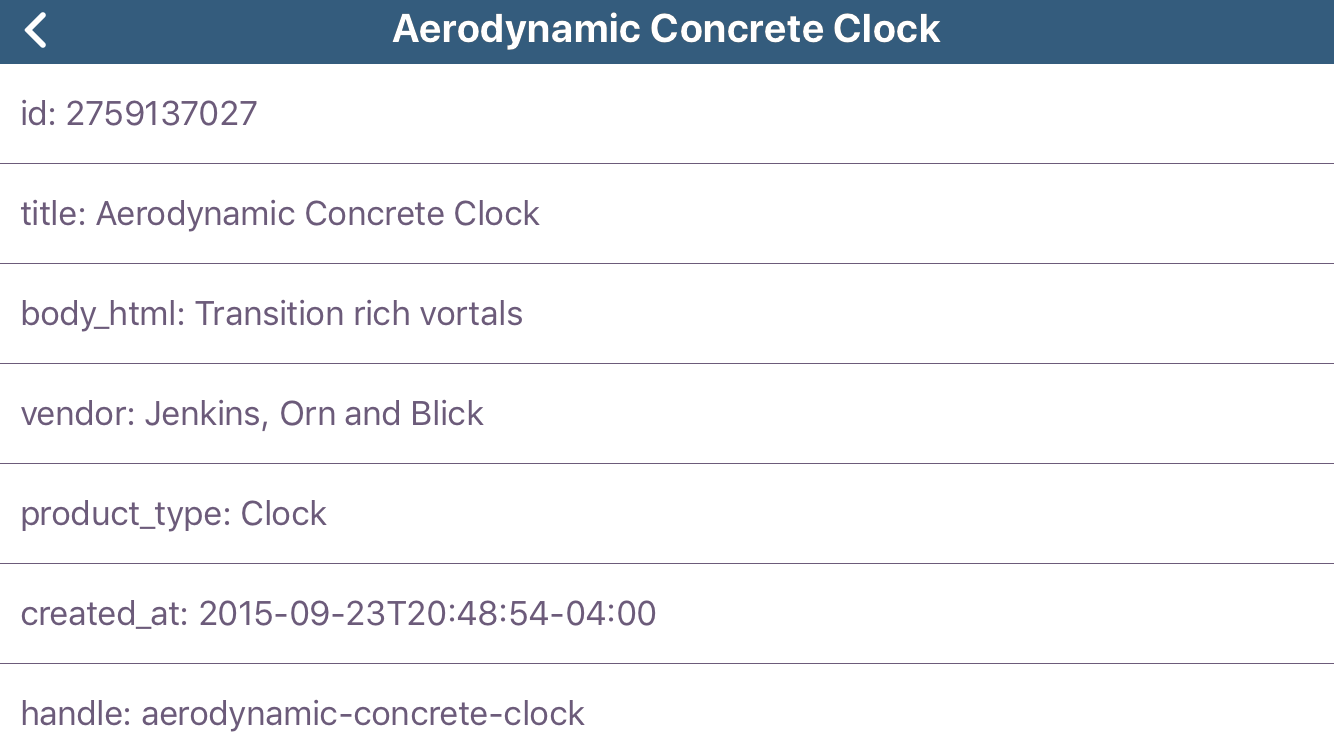 Aerodynamic Concrete Clock
id: 2759137027
title: Aerodynamic Concrete Clock
body_html: Transition rich vortals
vendor: Jenkins, Orn and Blick
product_type: Clock
created_at: 2015-09-23T20:48:54-04:00
handle: aerodynamic-concrete-clock